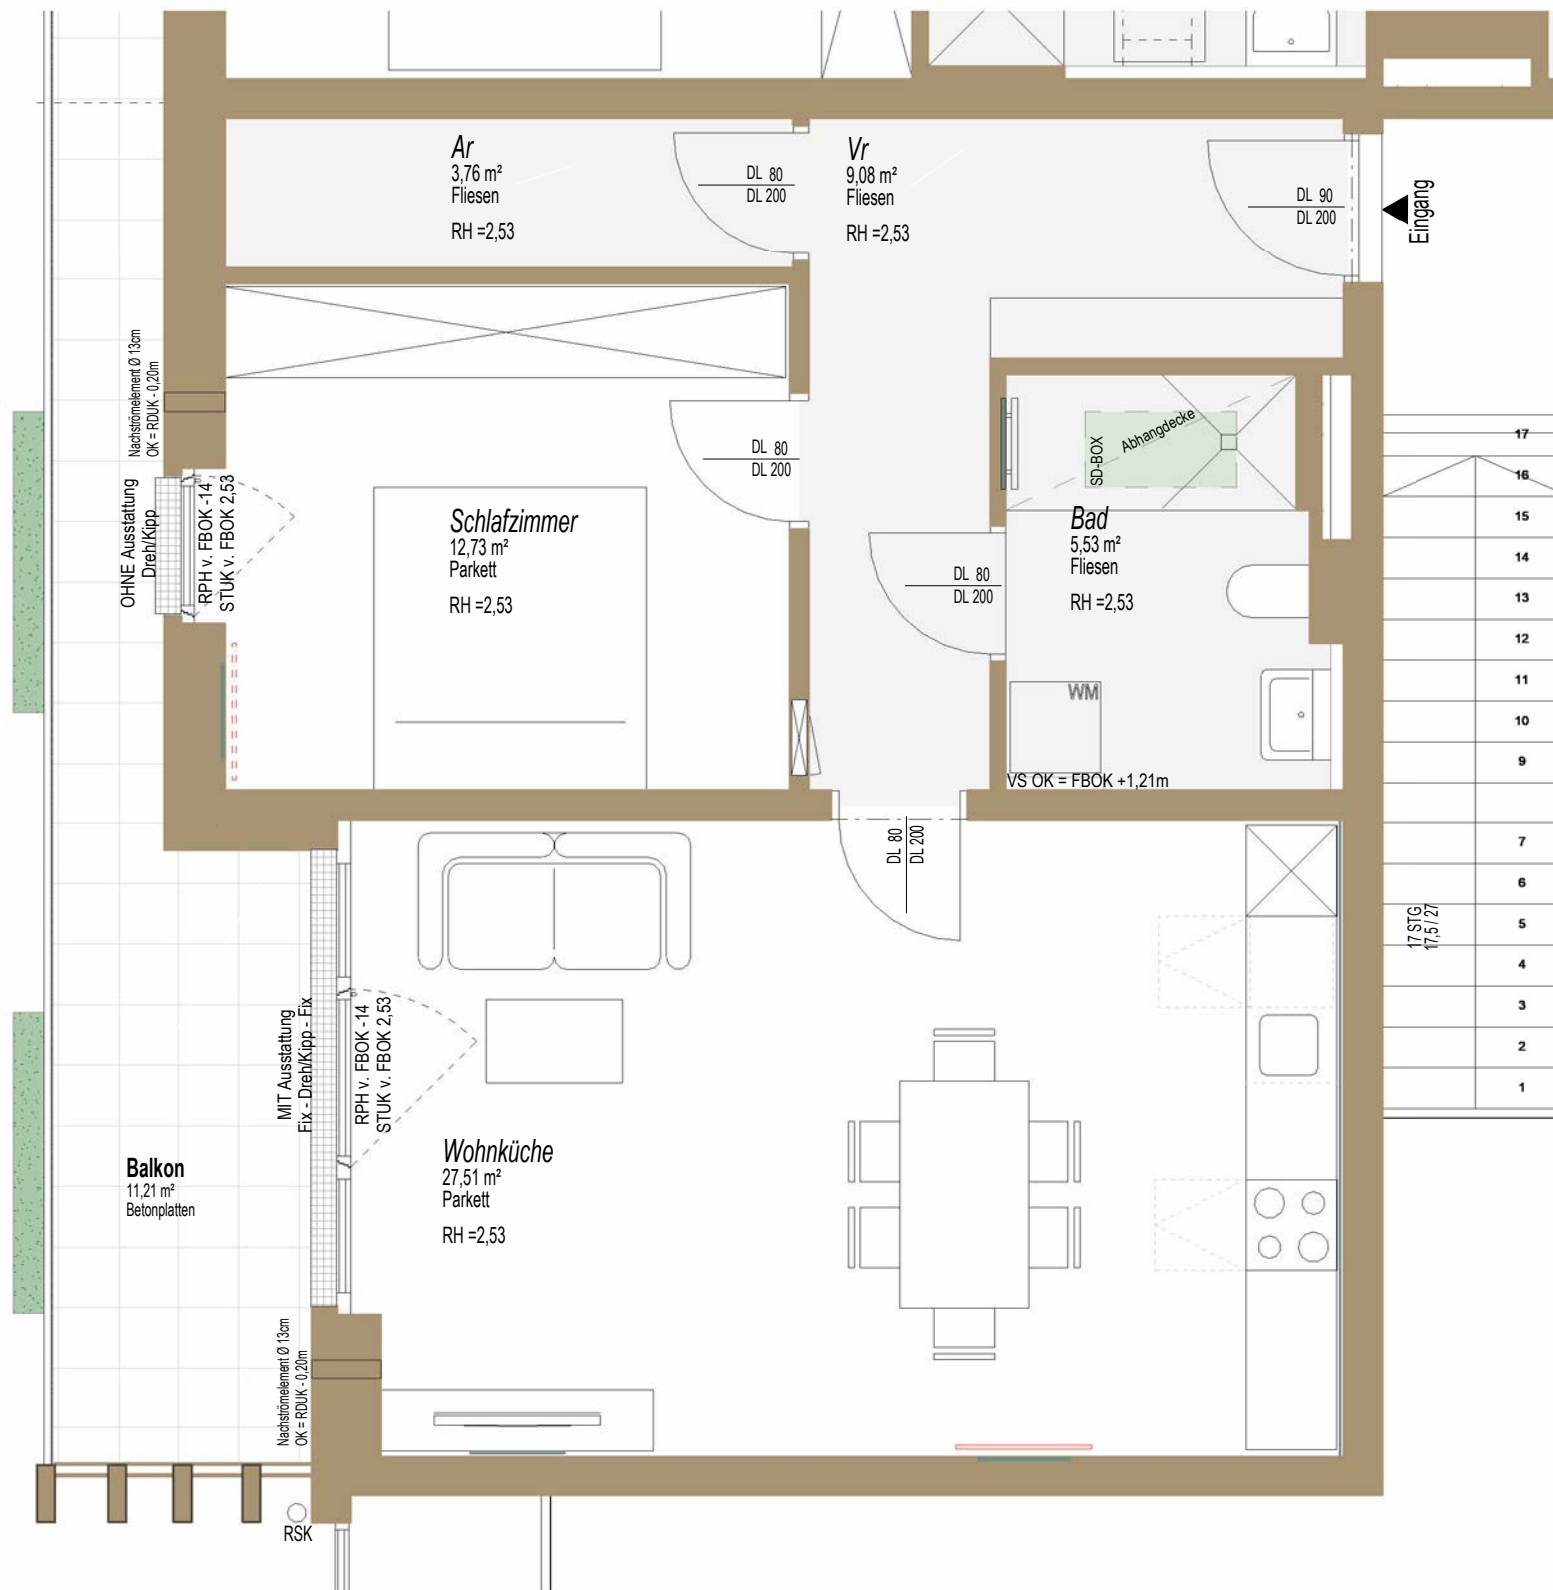 Ar
3,76 m²
Fliesen
RH =2,53
DL 80
DL 200
Vr
9,08 m²
Fliesen
RH =2,53
DL 90
DL 200
Eingang
Nachströmelement Ø 13cm
OK = RDUK - 0,20m
OHNE Ausstattung
Dreh/Kipp
RPH v. FBOK -14
STUK v. FBOK 2,53
Schlafzimmer
12,73 m²
Parkett
RH =2,53
DL 80
DL 200
SD-BOX
Abhangdecke
Bad
5,53 m²
Fliesen
RH =2,53
DL 80
DL 200
WM
VS OK = FBOK +1,21m
17
16
15
14
13
12
11
10
9
7
6
5
4
3
2
1
17 STG
17,5 / 27
DL 80
DL 200
MIT Ausstattung
Fix - Dreh/Kipp - Fix
RPH v. FBOK -14
STUK v. FBOK 2,53
Wohnküche
27,51 m²
Parkett
RH =2,53
Balkon
11,21 m²
Betonplatten
Nachströmelement Ø 13cm
OK = RDUK - 0,20m
RSK